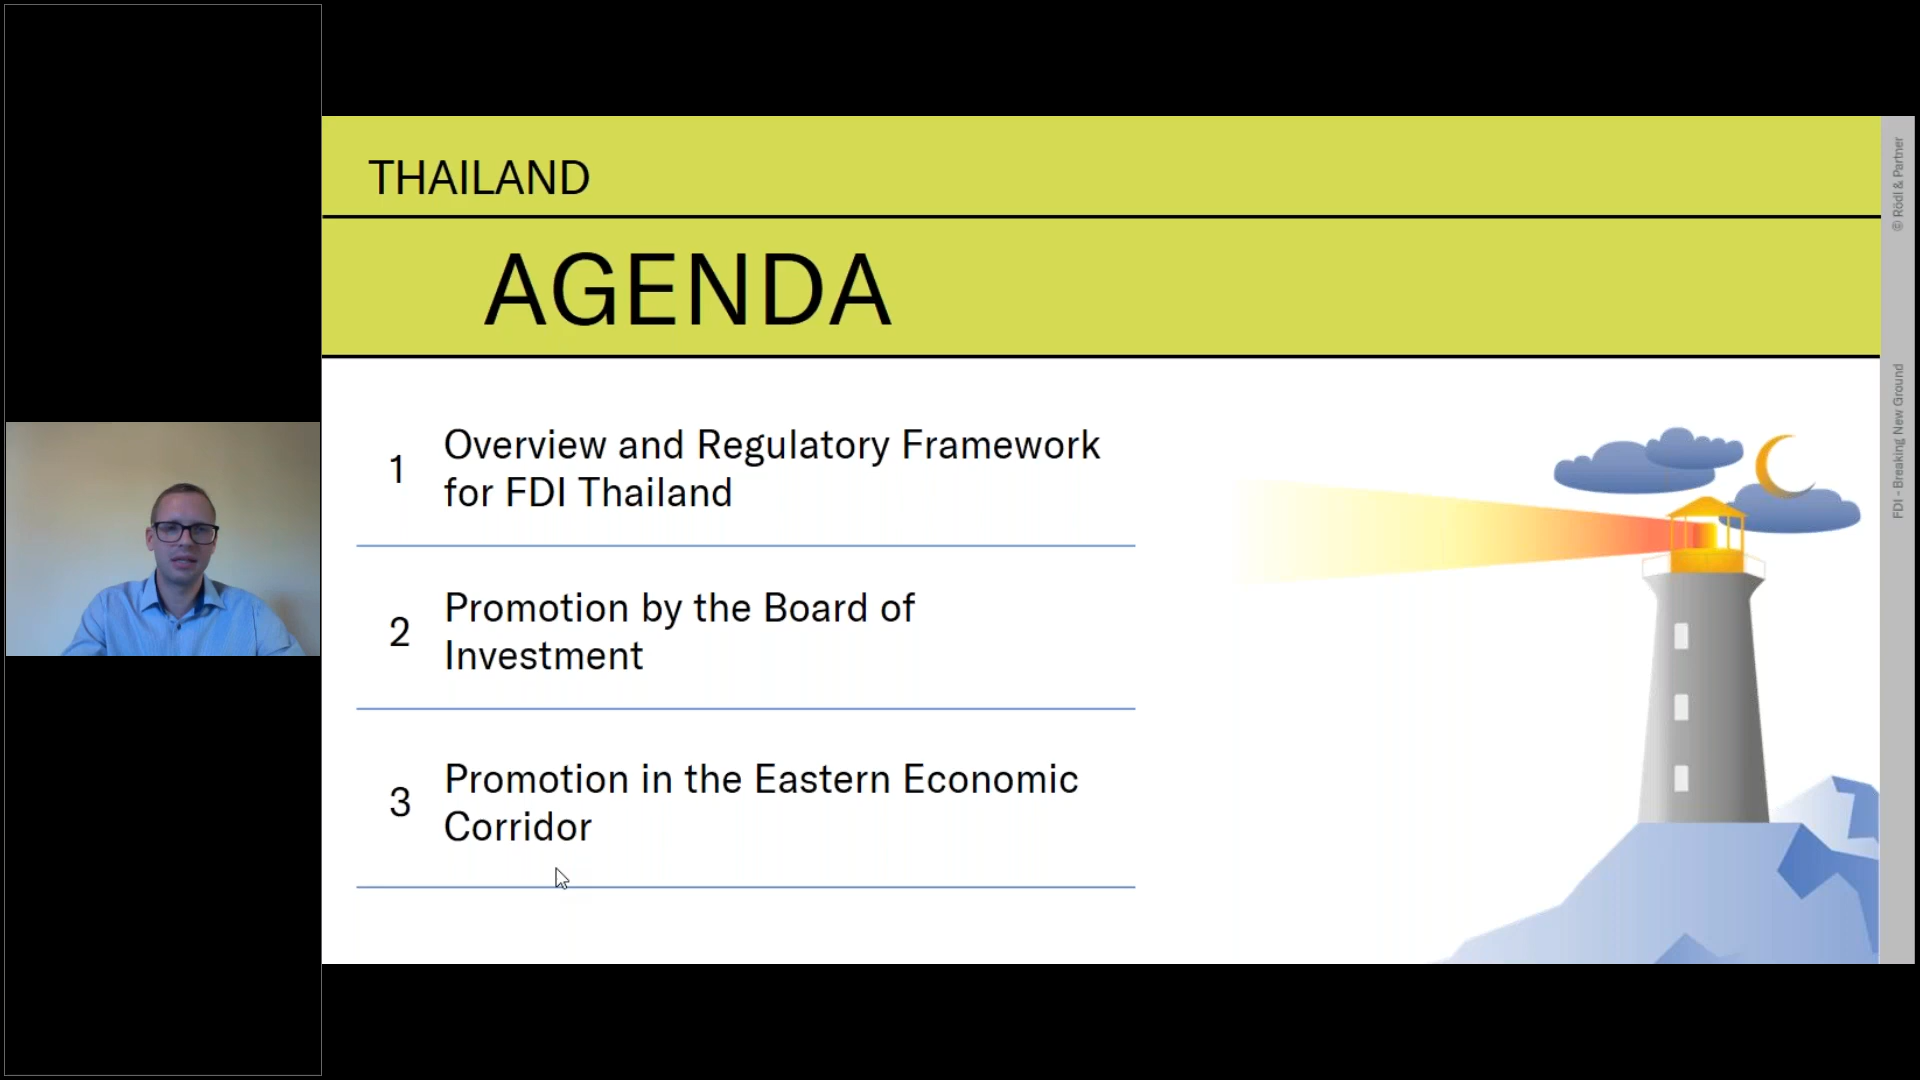 THAILAND
AGENDA
1
Overview and Regulatory Framework
for FDI Thailand
2
Promotion by the Board of
Investment
3
Promotion in the Eastern Economic
Corridor
© Rödl & Partner
FDI - Breaking New Ground